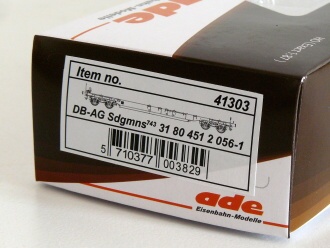 Item no.
41303
DB-AG Sdgmns743 31 80 451 2 056-1
5 710377 003829
ade
Eisenbahn-Modelle